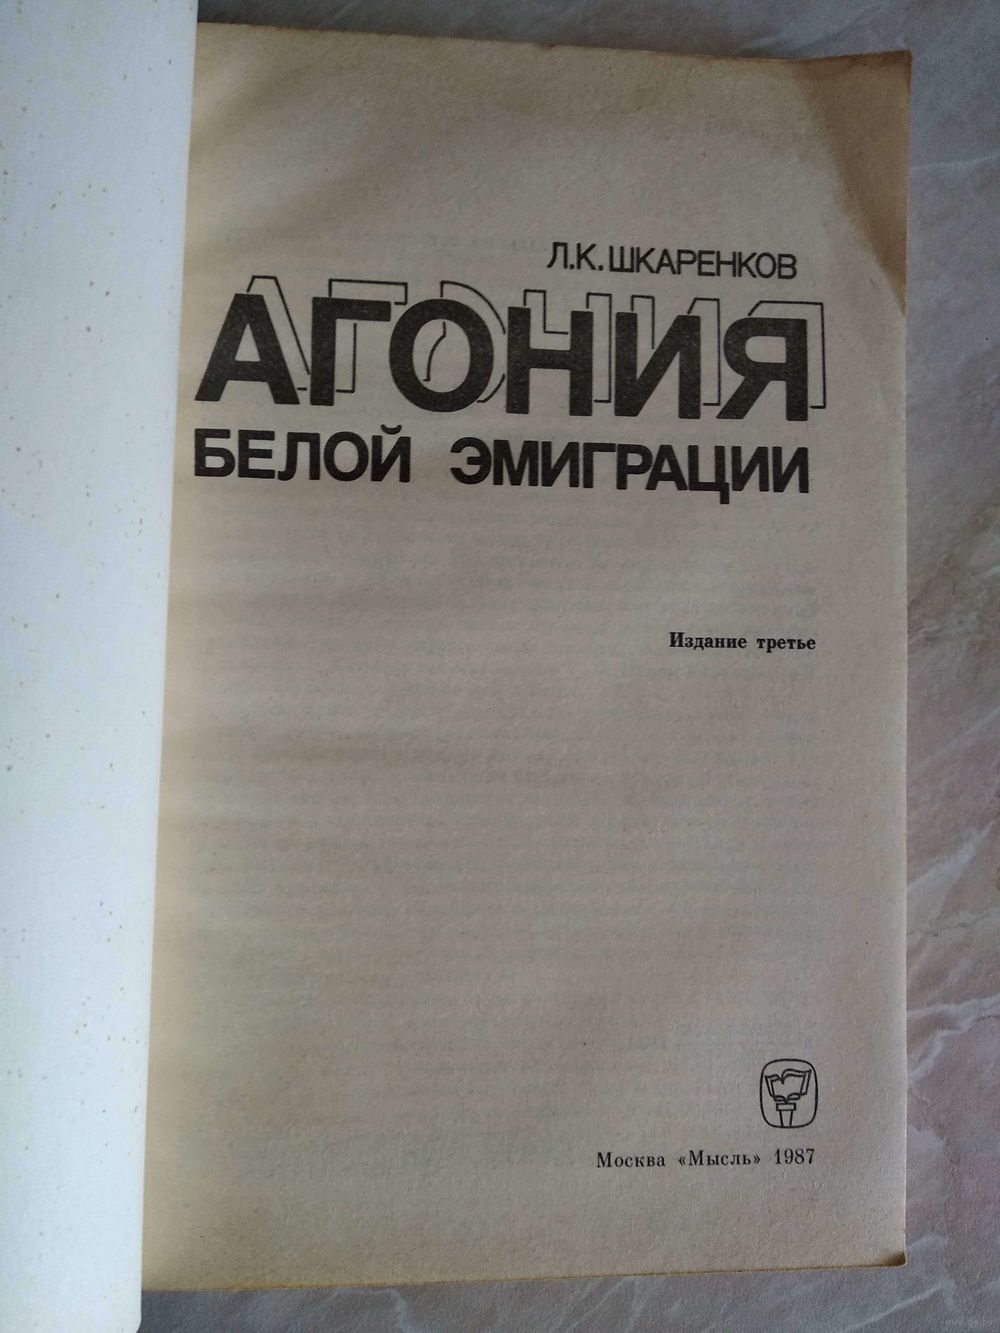 Л.К. ШКАРЕНКОВ
АГОНИЯ
БЕЛОЙ ЭМИГРАЦИИ
Издание третье
Москва «Мысль» 1987